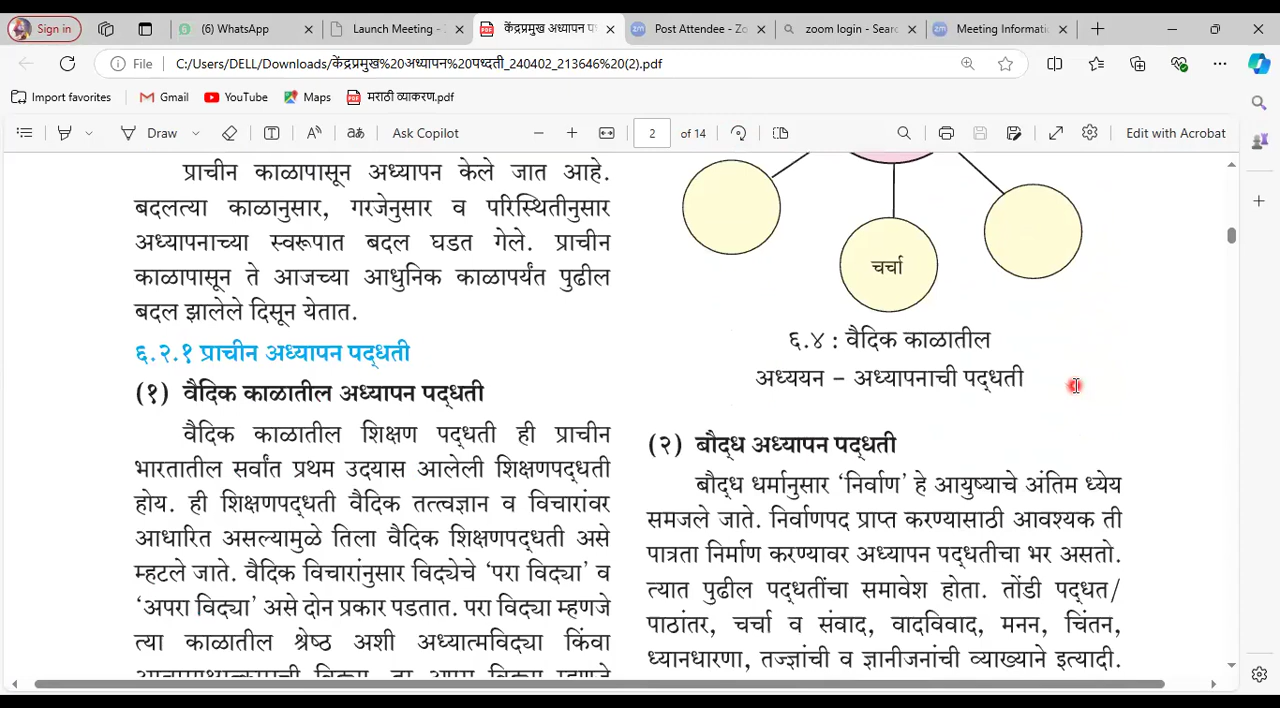 Sign in
(6) WhatsApp
Launch Meeting -
केंद्रप्रमुख अध्यापन प
Post Attendee - Zo
zoom login - Searc
Meeting Informati
File
C:/Users/DELL/Downloads/केंद्रप्रमुख%20अध्यापन%20पध्दती_240402_213646%20(2).pdf
Import favorites
Gmail
YouTube
Maps
मराठी व्याकरण.pdf
Draw
Ask Copilot
2 of 14
Edit with Acrobat
प्राचीन काळापासून अध्यापन केले जात आहे.
बदलत्या काळानुसार, गरजेनुसार व परिस्थितीनुसार
अध्यापनाच्या स्वरूपात बदल घडत गेले. प्राचीन
काळापासून ते आजच्या आधुनिक काळापर्यंत पुढील
बदल झालेले दिसून येतात.
६.२.१ प्राचीन अध्यापन पद्धती
(१) वैदिक काळातील अध्यापन पद्धती
वैदिक काळातील शिक्षण पद्धती ही प्राचीन
भारतातील सर्वांत प्रथम उदयास आलेली शिक्षणपद्धती
होय. ही शिक्षणपद्धती वैदिक तत्त्वज्ञान व विचारांवर
आधारित असल्यामुळे तिला वैदिक शिक्षणपद्धती असे
म्हटले जाते. वैदिक विचारांनुसार विद्येचे 'परा विद्या' व
'अपरा विद्या' असे दोन प्रकार पडतात. परा विद्या म्हणजे
त्या काळातील श्रेष्ठ अशी अध्यात्मविद्या किंवा
चर्चा
६.४ : वैदिक काळातील
अध्ययन – अध्यापनाची पद्धती
(२) बौद्ध अध्यापन पद्धती
बौद्ध धर्मानुसार 'निर्वाण' हे आयुष्याचे अंतिम ध्येय
समजले जाते. निर्वाणपद प्राप्त करण्यासाठी आवश्यक ती
पात्रता निर्माण करण्यावर अध्यापन पद्धतीचा भर असतो.
त्यात पुढील पद्धतींचा समावेश होता. तोंडी पद्धत/
पाठांतर, चर्चा व संवाद, वादविवाद, मनन, चिंतन,
ध्यानधारणा, तज्ज्ञांची व ज्ञानीजनांची व्याख्याने इत्यादी.